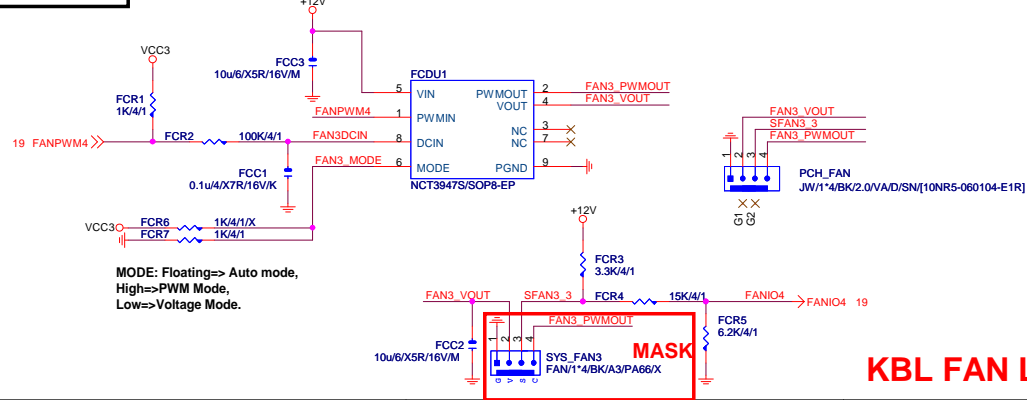 +12V
VCC3
FCC3
10u/6/X5R/16V/M
FCDU1
FCR1
1K/4/1
5 VIN
PWMOUT 2 FAN3_PWMOUT
VOUT 4 FAN3_VOUT
FANPWM4 1 PWMIN
NC 3
19 FANPWM4 FCR2 100K/4/1 FAN3DCIN 8 DCIN
NC 7
FAN3_MODE 6 MODE
PGND 9
FCC1
0.1u/4/X7R/16V/K
NCT3947S/SOP8-EP
FAN3_VOUT
SFAN3_3
FAN3_PWMOUT
1 2 3 4
PCH_FAN
JW/1*4/BK/2.0/VA/D/SN/[10NR5-060104-E1R]
G1 G2
VCC3 FCR6 1K/4/1/X
FCR7 1K/4/1
MODE: Floating=> Auto mode,
High=>PWM Mode,
Low=>Voltage Mode.
+12V
FCR3
3.3K/4/1
FAN3_VOUT SFAN3_3 FCR4 15K/4/1 FANIO4 FANIO4 19
FAN3_PWMOUT
FCR5
6.2K/4/1
FCC2
10u/6/X5R/16V/M
1 2 3 4
SYS_FAN3
FAN/1*4/BK/A3/PA66/X
G V S C
MASK
KBL FAN L